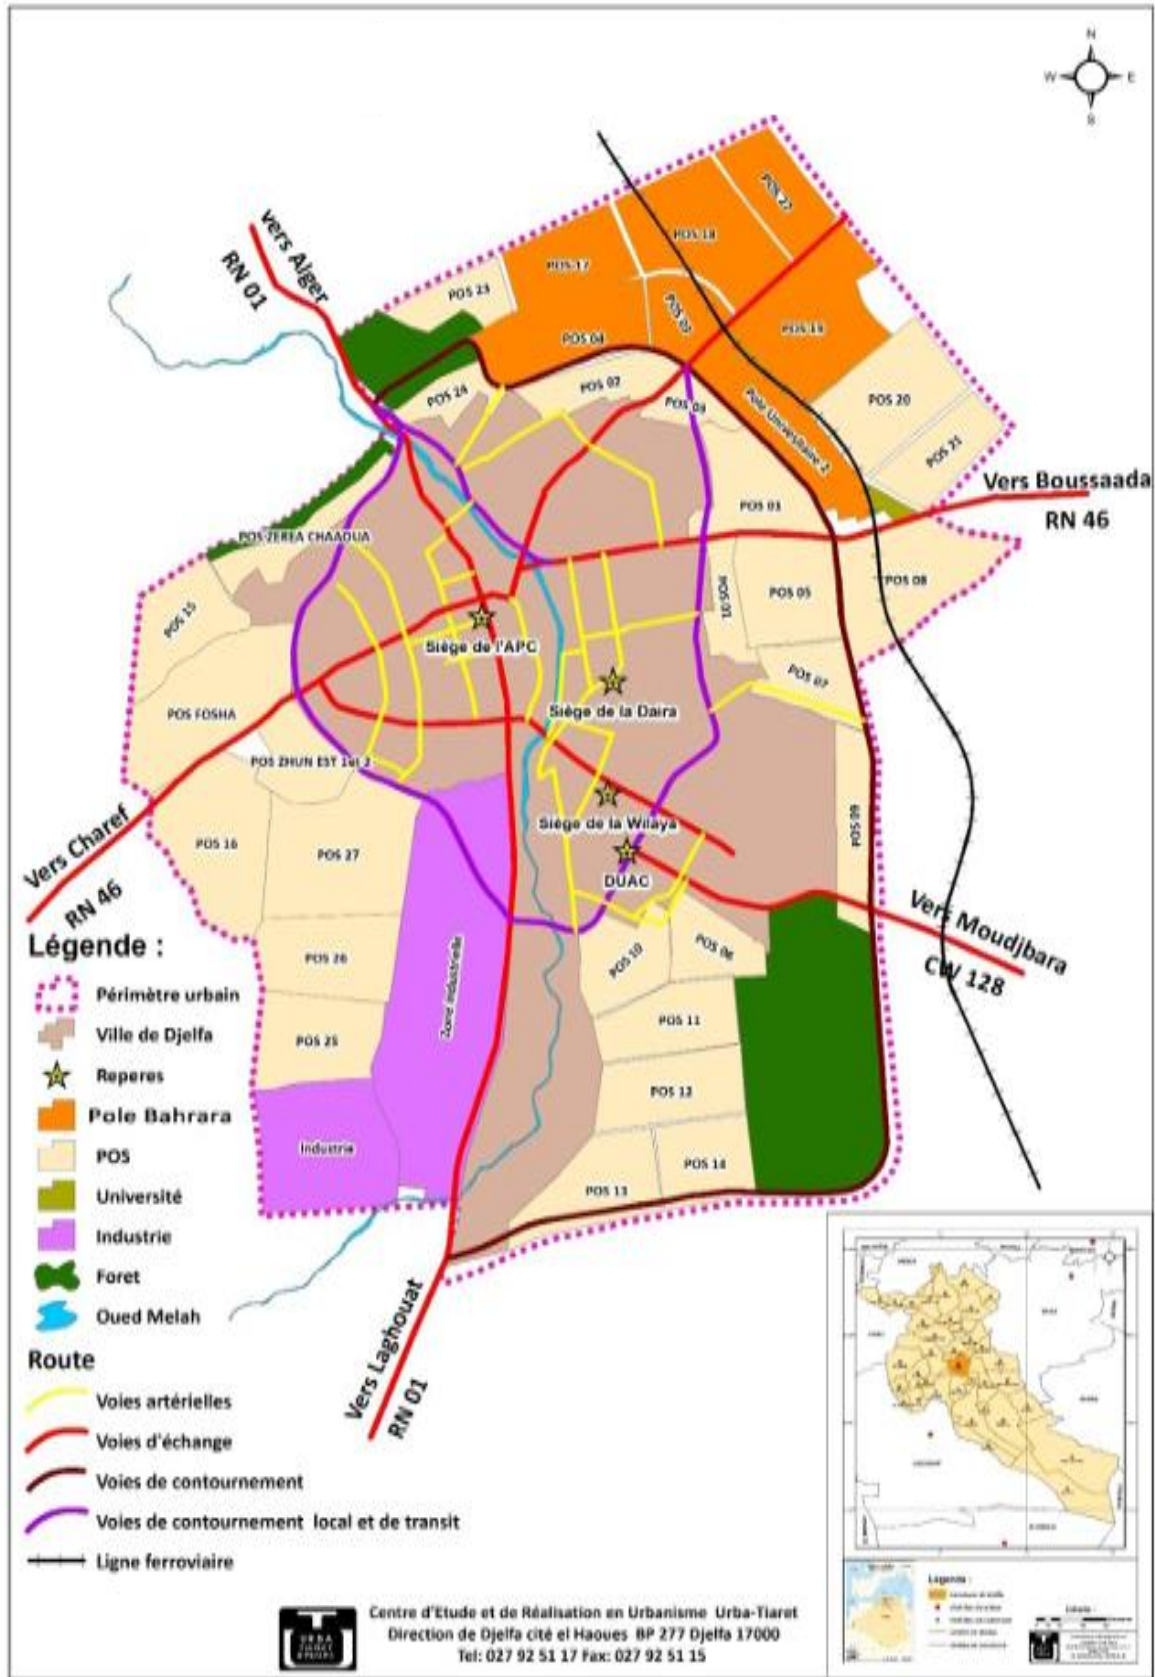 N
W E
S
vers Alger
RN 01
POS 22
POS 18
POS 17
POS 23
POS 04
POS 19
POS 02
POS 24
POS 03
POS 20
Pole Universitaire 2
POS 21
Vers Boussaada
RN 46
POS 01
POS ZEREA CHAAOUA
POS 08
POS 05
POS 15
Siège de l'APC
POS 07
Siège de la Daira
POS FOSHA
POS ZHUN EST 1et 2
Siège de la Wilaya
POS 09
Vers Charef
RN 46
POS 16
POS 27
DUAC
Vers Moudjbara
CW 128
POS 10
POS 06
POS 26
Zone industrielle
POS 11
POS 25
POS 12
Industrie
POS 14
POS 13
Vers Laghouat
RN 01
Légende :
Périmètre urbain
Ville de Djelfa
Reperes
Pole Bahrara
POS
Université
Industrie
Foret
Oued Melah
Route
Voies artérielles
Voies d'échange
Voies de contournement
Voies de contournement local et de transit
Ligne ferroviaire
URBA
Centre d'Etude et de Réalisation en Urbanisme Urba-Tiaret
Direction de Djelfa cité el Haoues BP 277 Djelfa 17000
Tel: 027 92 51 17 Fax: 027 92 51 15
Légende :